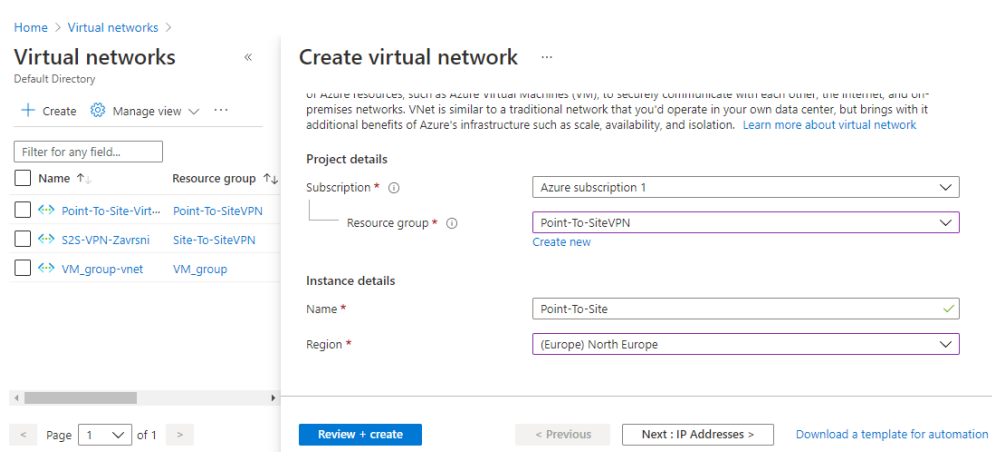 Home > Virtual networks >
Virtual networks
«
Default Directory
+ Create Manage view ...
Filter for any field...
Name ↑↓ Resource group ↑↓
Point-To-Site-Virt... Point-To-SiteVPN
S2S-VPN-Zavrsni Site-To-SiteVPN
VM_group-vnet VM_group
< Page 1 of 1 >
Create virtual network ...
of Azure resources, such as Azure Virtual Machines (VM), to securely communicate with each other, the internet, and on-
premises networks. VNet is similar to a traditional network that you'd operate in your own data center, but brings with it
additional benefits of Azure's infrastructure such as scale, availability, and isolation. Learn more about virtual network
Project details
Subscription * Azure subscription 1
Resource group * Point-To-SiteVPN
Create new
Instance details
Name * Point-To-Site
Region * (Europe) North Europe
Review + create < Previous Next : IP Addresses > Download a template for automation